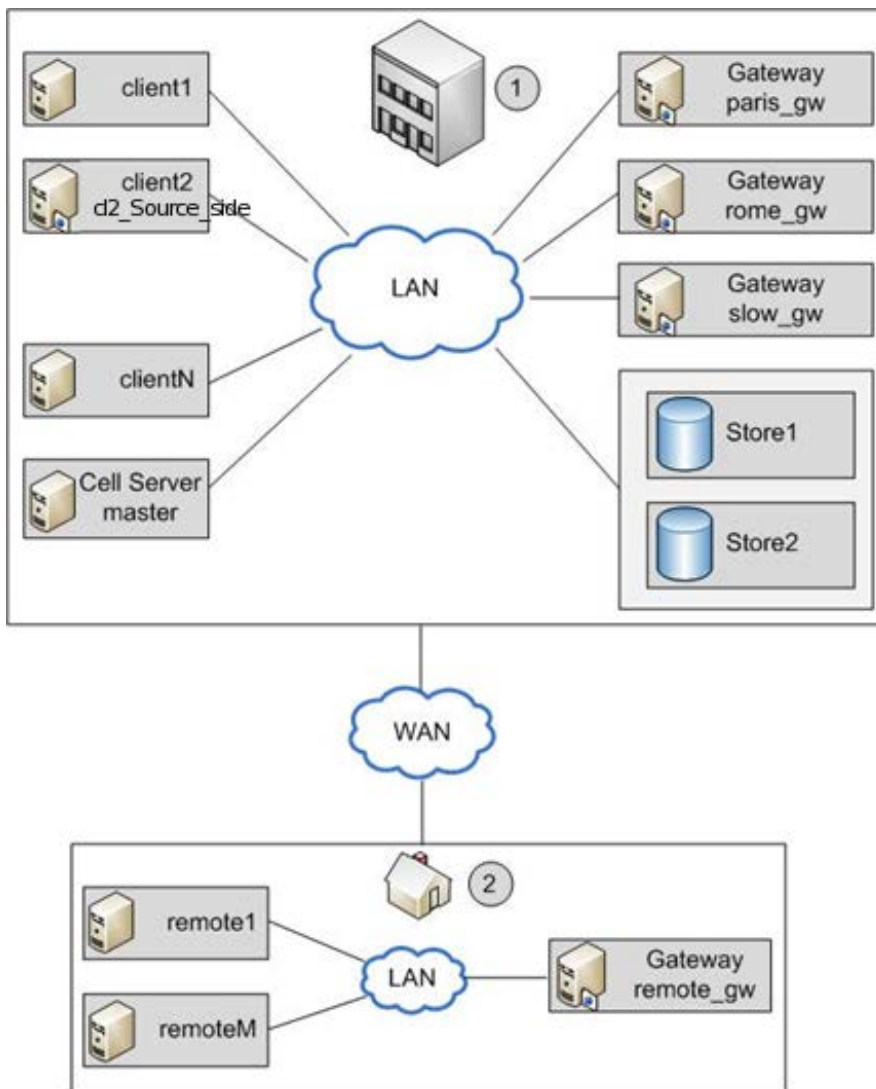 client1
1
Gateway
paris_gw
client2
cl2_Source_side
Gateway
rome_gw
LAN
Gateway
slow_gw
clientN
Store1
Cell Server
master
Store2
WAN
2
remote1
LAN
Gateway
remote_gw
remoteM